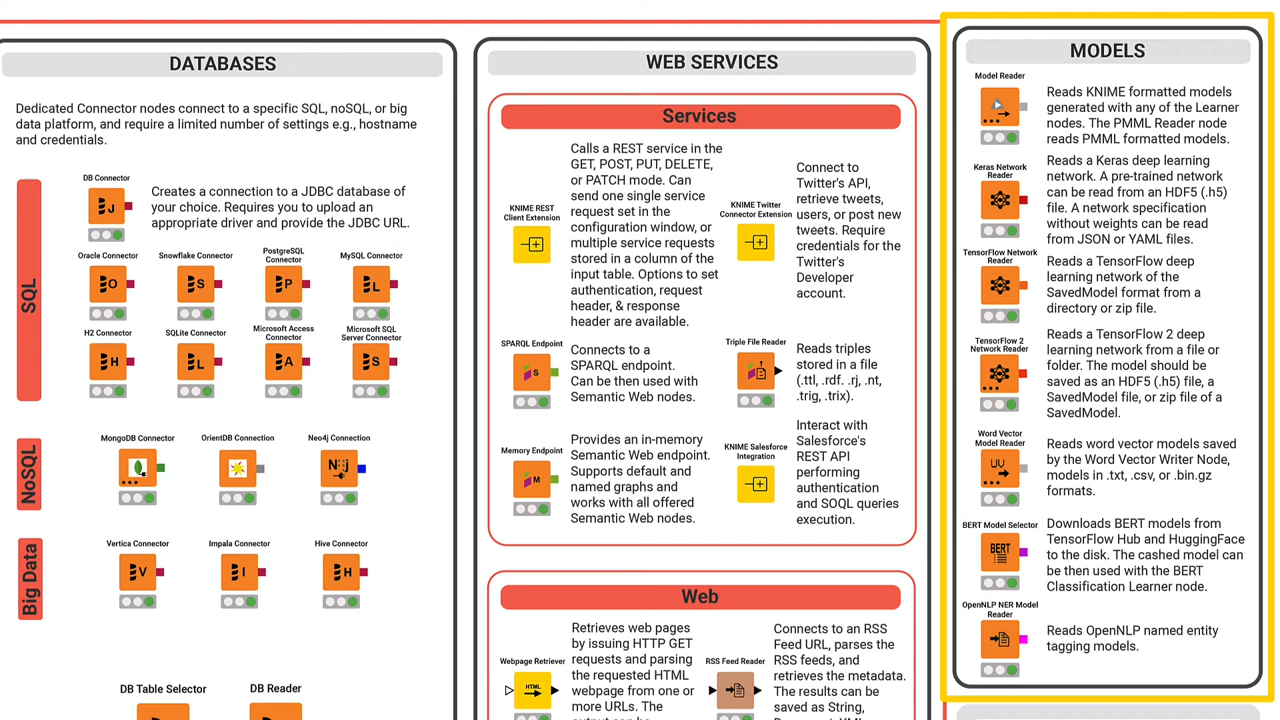 DATABASES
Dedicated Connector nodes connect to a specific SQL, noSQL, or big
data platform, and require a limited number of settings e.g., hostname
and credentials.
SQL
DB Connector
J
Creates a connection to a JDBC database of
your choice. Requires you to upload an
appropriate driver and provide the JDBC URL.
Oracle Connector
O
Snowflake Connector
S
PostgreSQL
Connector
P
MySQL Connector
L
H2 Connector
H
SQLite Connector
L
Microsoft Access
Connector
A
Microsoft SQL
Server Connector
S
NoSQL
MongoDB Connector
OrientDB Connection
Neo4j Connection
N j
Big Data
Vertica Connector
V
Impala Connector
I
Hive Connector
H
DB Table Selector
DB Reader
WEB SERVICES
Services
KNIME REST
Client Extension
Calls a REST service in the
GET, POST, PUT, DELETE,
or PATCH mode. Can
send one single service
request set in the
configuration window, or
multiple service requests
stored in a column of the
input table. Options to set
authentication, request
header, & response
header are available.
KNIME Twitter
Connector Extension
Connect to
Twitter's API,
retrieve tweets,
users, or post new
tweets. Require
credentials for the
Twitter's
Developer
account.
SPARQL Endpoint
S
Connects to a
SPARQL endpoint.
Can be then used with
Semantic Web nodes.
Triple File Reader
Reads triples
stored in a file
(.ttl, .rdf. .rj, .nt,
.trig, .trix).
Memory Endpoint
M
Provides an in-memory
Semantic Web endpoint.
Supports default and
named graphs and
works with all offered
Semantic Web nodes.
KNIME Salesforce
Integration
Interact with
Salesforce's
REST API
performing
authentication
and SOQL queries
execution.
Web
Webpage Retriever
HTML
Retrieves web pages
by issuing HTTP GET
requests and parsing
the requested HTML
webpage from one or
more URLs. The
RSS Feed Reader
Connects to an RSS
Feed URL, parses the
RSS feeds, and
retrieves the metadata.
The results can be
saved as String,
MODELS
Model Reader
Reads KNIME formatted models
generated with any of the Learner
nodes. The PMML Reader node
reads PMML formatted models.
Keras Network
Reader
Reads a Keras deep learning
network. A pre-trained network
can be read from an HDF5 (.h5)
file. A network specification
without weights can be read
from JSON or YAML files.
TensorFlow Network
Reader
Reads a TensorFlow deep
learning network of the
SavedModel format from a
directory or zip file.
TensorFlow 2
Network Reader
Reads a TensorFlow 2 deep
learning network from a file or
folder. The model should be
saved as an HDF5 (.h5) file, a
SavedModel file, or zip file of a
SavedModel.
Word Vector
Model Reader
Reads word vector models saved
by the Word Vector Writer Node,
models in .txt, .csv, or .bin.gz
formats.
BERT Model Selector
BERT
Downloads BERT models from
TensorFlow Hub and HuggingFace
to the disk. The cashed model can
be then used with the BERT
Classification Learner node.
OpenNLP NER Model
Reader
Reads OpenNLP named entity
tagging models.